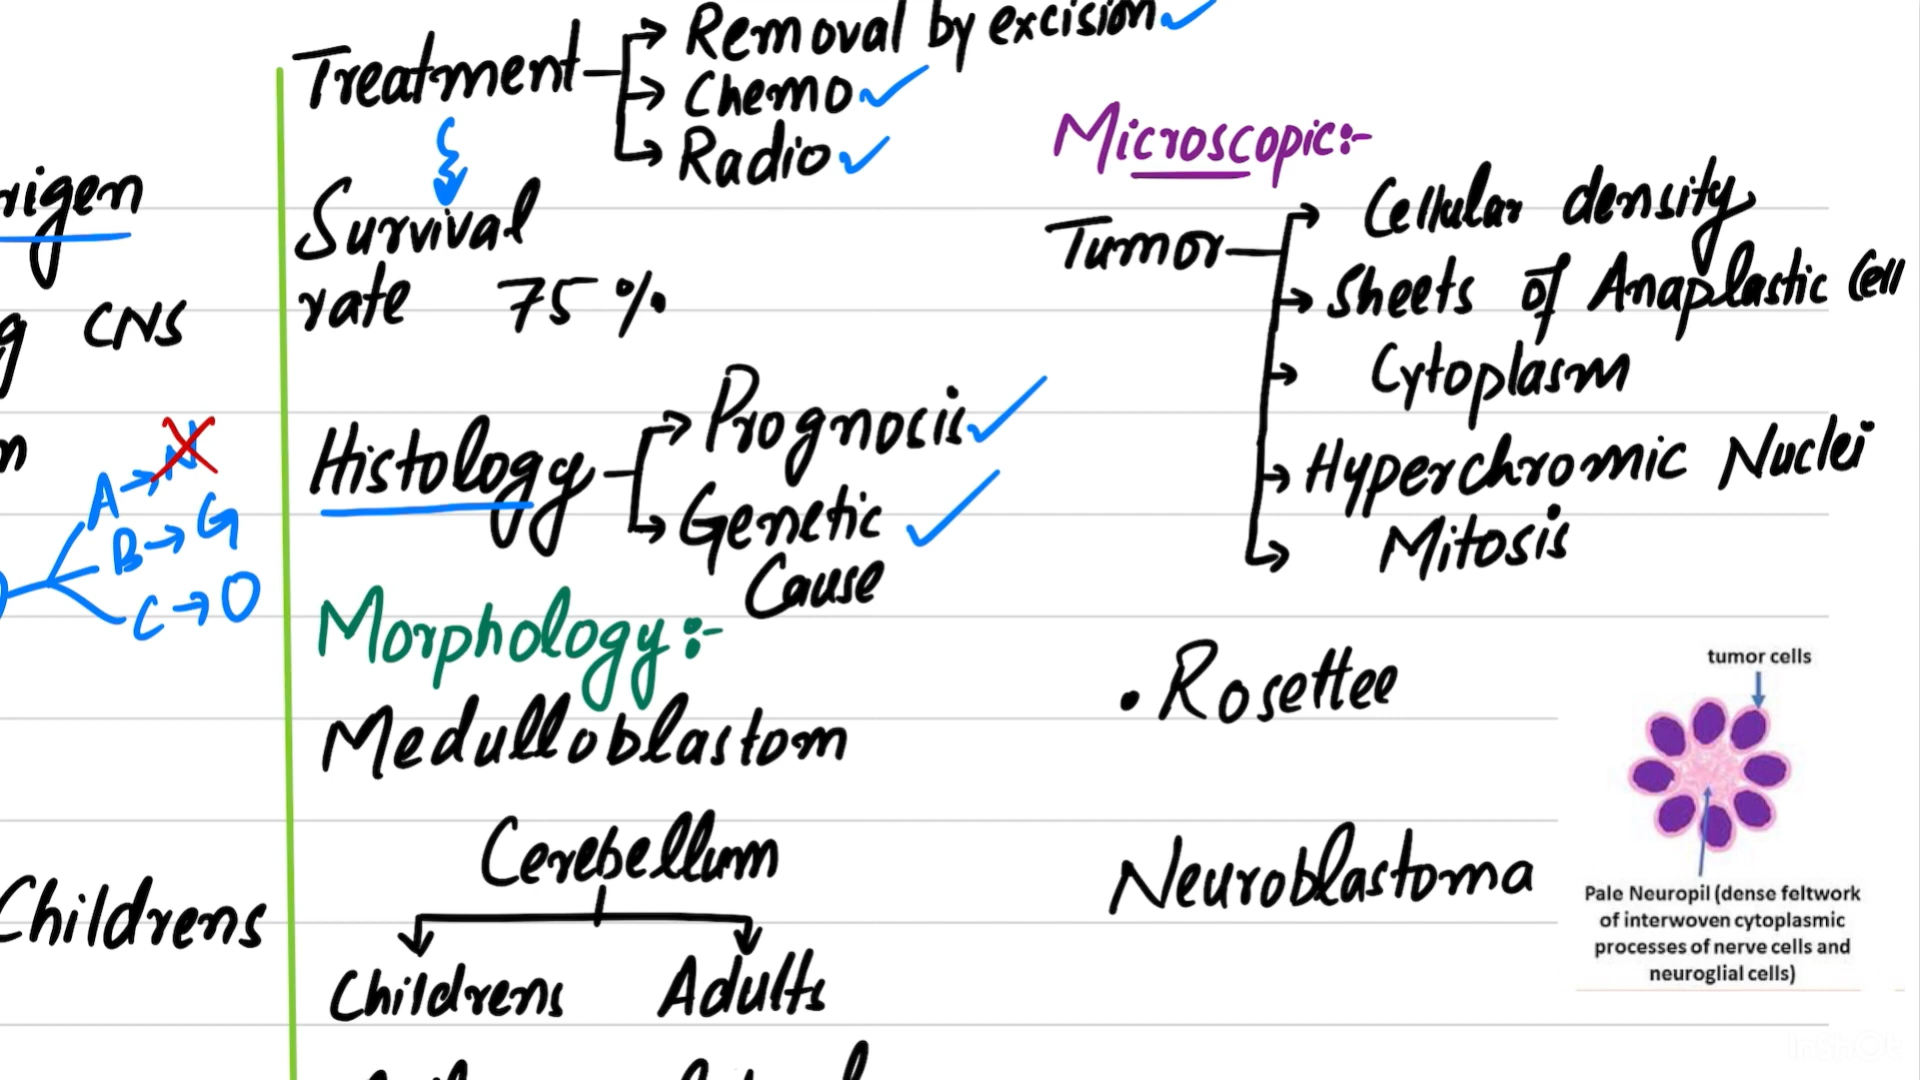 Treatment → Removal by excision
→ Chemo
→ Radio
Survival
rate 75%
Histology → Prognosis
→ Genetic
Cause
Morphology:-
Medulloblastom
Cerebellum
Childrens Adults
rigen
g CNS
n
A → N
B → G
C → O
Childrens
Microscopic:-
Tumor → Cellular density
→ Sheets of Anaplastic Cell
→ Cytoplasm
→ Hyperchromic Nuclei
→ Mitosis
• Rosettee
Neuroblastoma
tumor cells
Pale Neuropil (dense feltwork
of interwoven cytoplasmic
processes of nerve cells and
neuroglial cells)